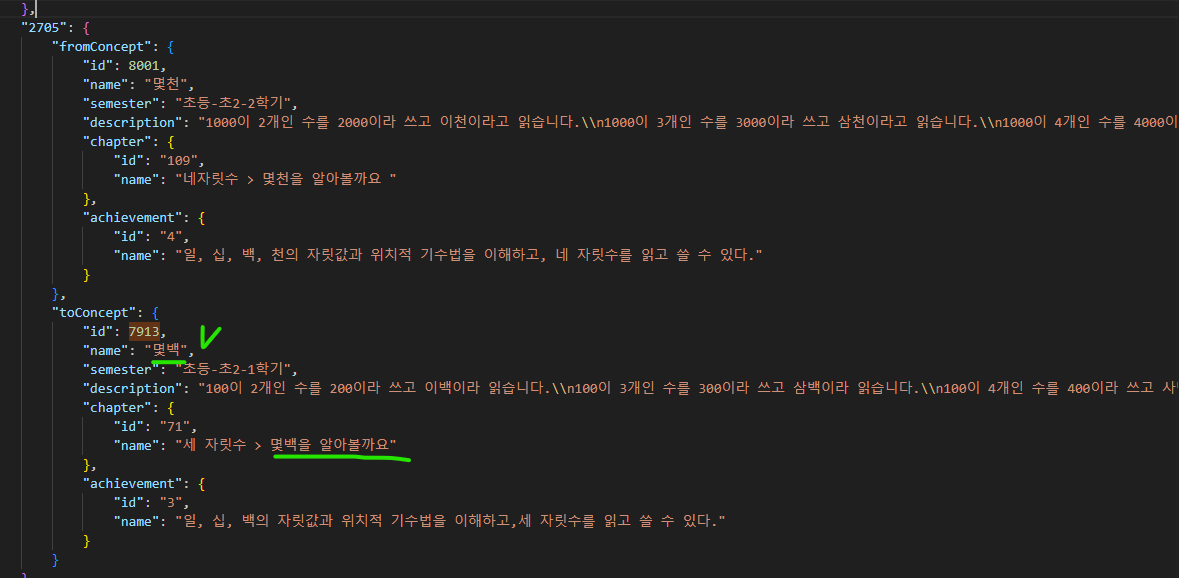 },
"2705": {
"fromConcept": {
"id": 8001,
"name": "몇천",
"semester": "초등-초2-2학기",
"description": "1000이 2개인 수를 2000이라 쓰고 이천이라고 읽습니다.\\n1000이 3개인 수를 3000이라 쓰고 삼천이라고 읽습니다.\\n1000이 4개인 수를 4000이
"chapter": {
"id": "109",
"name": "네자릿수 > 몇천을 알아볼까요 "
},
"achievement": {
"id": "4",
"name": "일, 십, 백, 천의 자릿값과 위치적 기수법을 이해하고, 네 자릿수를 읽고 쓸 수 있다."
}
},
"toConcept": {
"id": 7913,
"name": "몇백",
"semester": "초등-초2-1학기",
"description": "100이 2개인 수를 200이라 쓰고 이백이라 읽습니다.\\n100이 3개인 수를 300이라 쓰고 삼백이라 읽습니다.\\n100이 4개인 수를 400이라 쓰고 사
"chapter": {
"id": "71",
"name": "세 자릿수 > 몇백을 알아볼까요"
},
"achievement": {
"id": "3",
"name": "일, 십, 백의 자릿값과 위치적 기수법을 이해하고,세 자릿수를 읽고 쓸 수 있다."
}
}